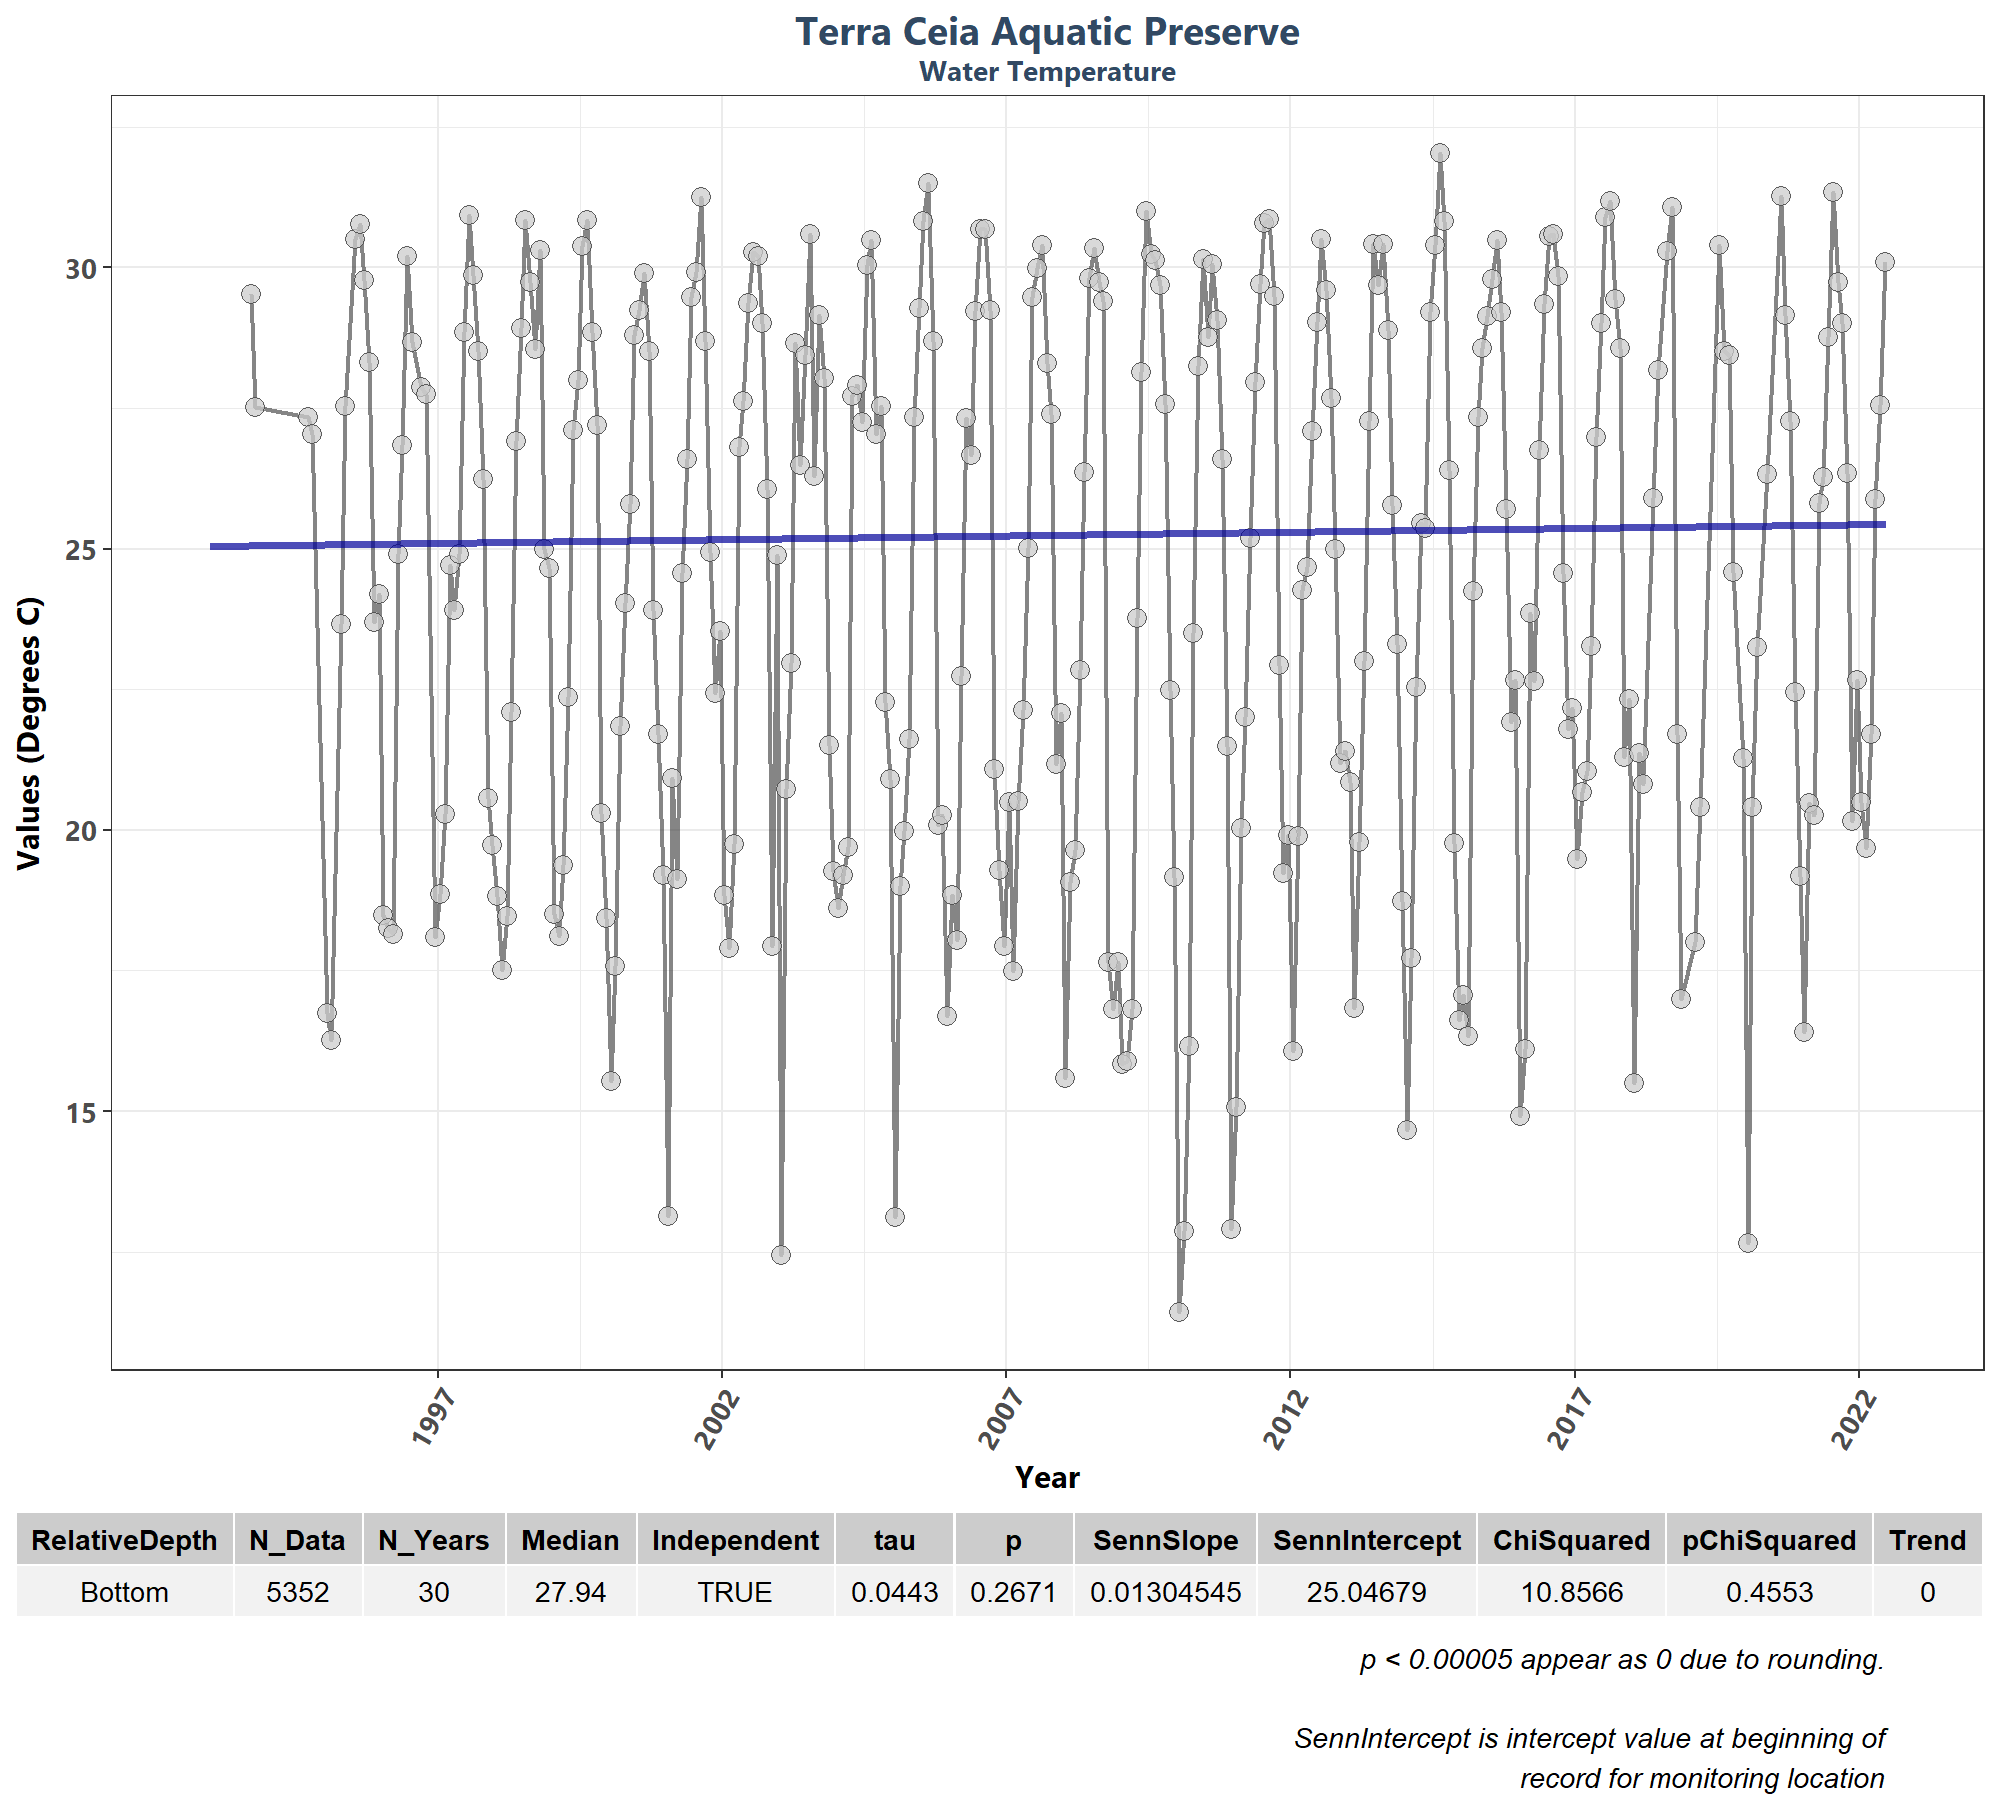 Terra Ceia Aquatic Preserve
Water Temperature
Values (Degrees C)
30
25
20
15
1997
2002
2007
2012
2017
2022
Year
RelativeDepth N_Data N_Years Median Independent tau p SennSlope SennIntercept ChiSquared pChiSquared Trend
Bottom 5352 30 27.94 TRUE 0.0443 0.2671 0.01304545 25.04679 10.8566 0.4553 0
p < 0.00005 appear as 0 due to rounding.
SennIntercept is intercept value at beginning of
record for monitoring location